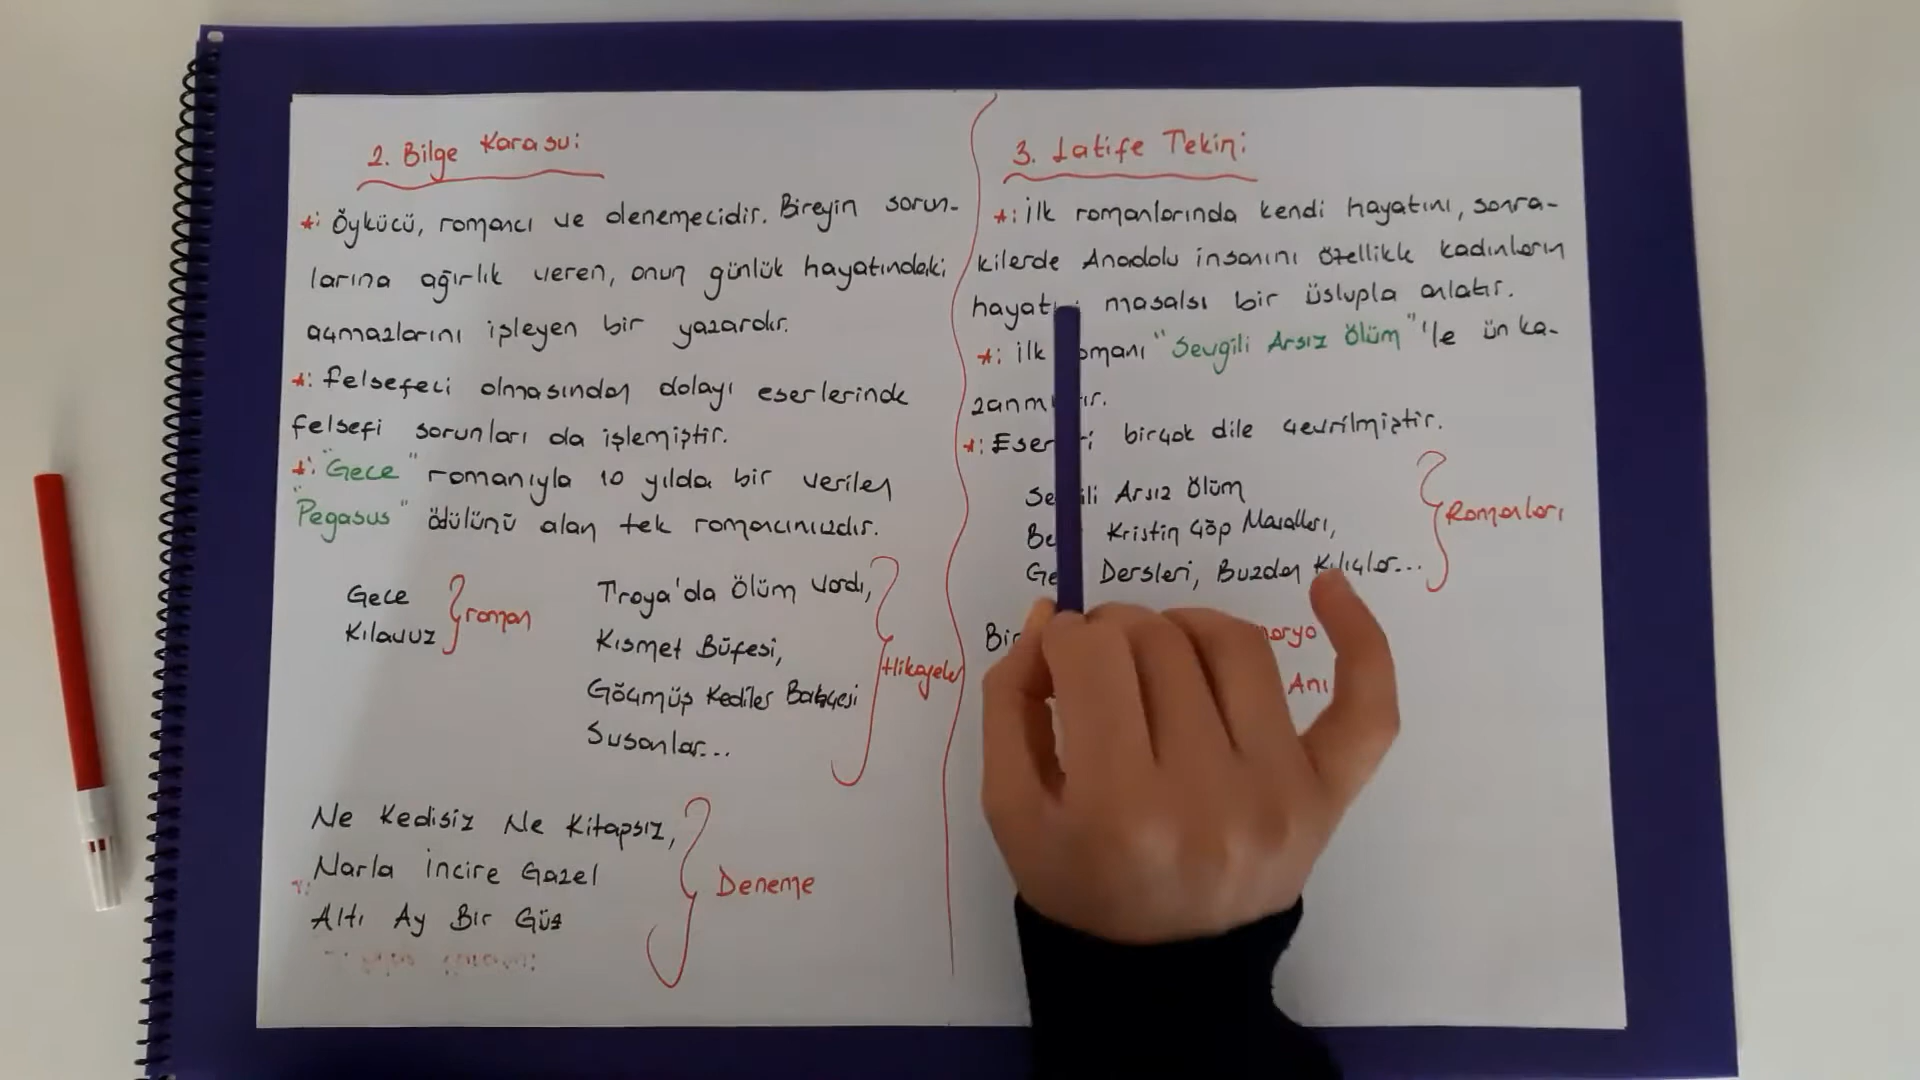 2. Bilge Karasu:
*: Öykücü, romancı ve denemecidir. Bireyin sorun-
larına ağırlık veren, onun günlük hayatındaki
açmazlarını işleyen bir yazardır.
*: Felsefeci olmasından dolayı eserlerinde
felsefi sorunları da işlemiştir.
*: "Gece" romanıyla 10 yılda bir verilen
"Pegasus" ödülünü alan tek romancımızdır.
Gece
Kılavuz
roman
Troya'da Ölüm Vardı,
Kısmet Büfesi,
Göçmüş Kediler Bahçesi
Susanlar...
Hikayeler
Ne Kedisiz Ne Kitapsız,
Narla İncire Gazel
Altı Ay Bir Güz
Deneme
3. Latife Tekin:
*: İlk romanlarında kendi hayatını, sonra-
kilerde Anadolu insanını özellikle kadınların
masalsı bir üslupla anlatır.
*: İlk "Sevgili Arsız Ölüm"'le ün ka-
*: birçok dile çevrilmiştir.
Arsız Ölüm
Kristin Çöp Masalları,
Dersleri, Buzdan Kılıçlar...
Romanları
Anı